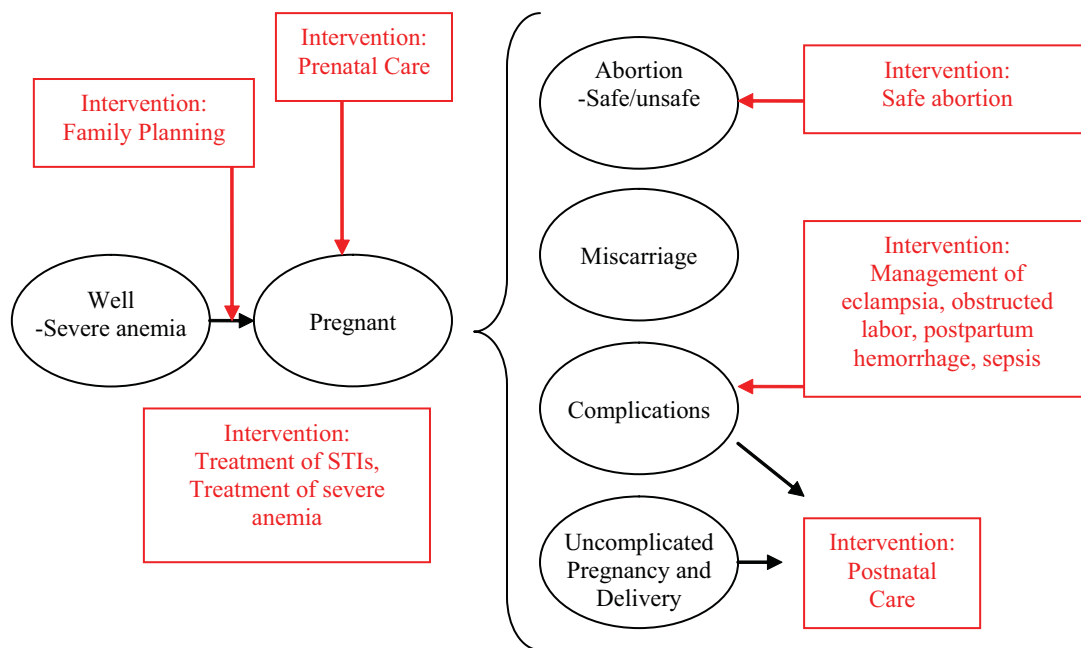 Intervention:
Prenatal Care
Intervention:
Family Planning
Well
-Severe anemia
Pregnant
Intervention:
Treatment of STIs,
Treatment of severe
anemia
Abortion
-Safe/unsafe
Intervention:
Safe abortion
Miscarriage
Intervention:
Management of
eclampsia, obstructed
labor, postpartum
hemorrhage, sepsis
Complications
Uncomplicated
Pregnancy and
Delivery
Intervention:
Postnatal
Care